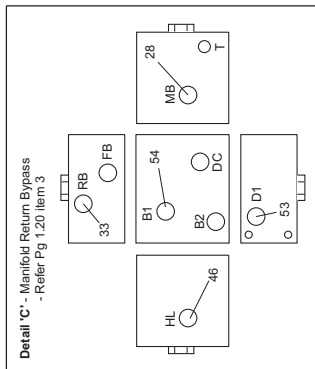 Detail 'C' - Manifold Return Bypass
- Refer Pg 1.20 item 3
28
MB
T
33
RB
FB
54
B1
DC
B2
D1
53
HL
46